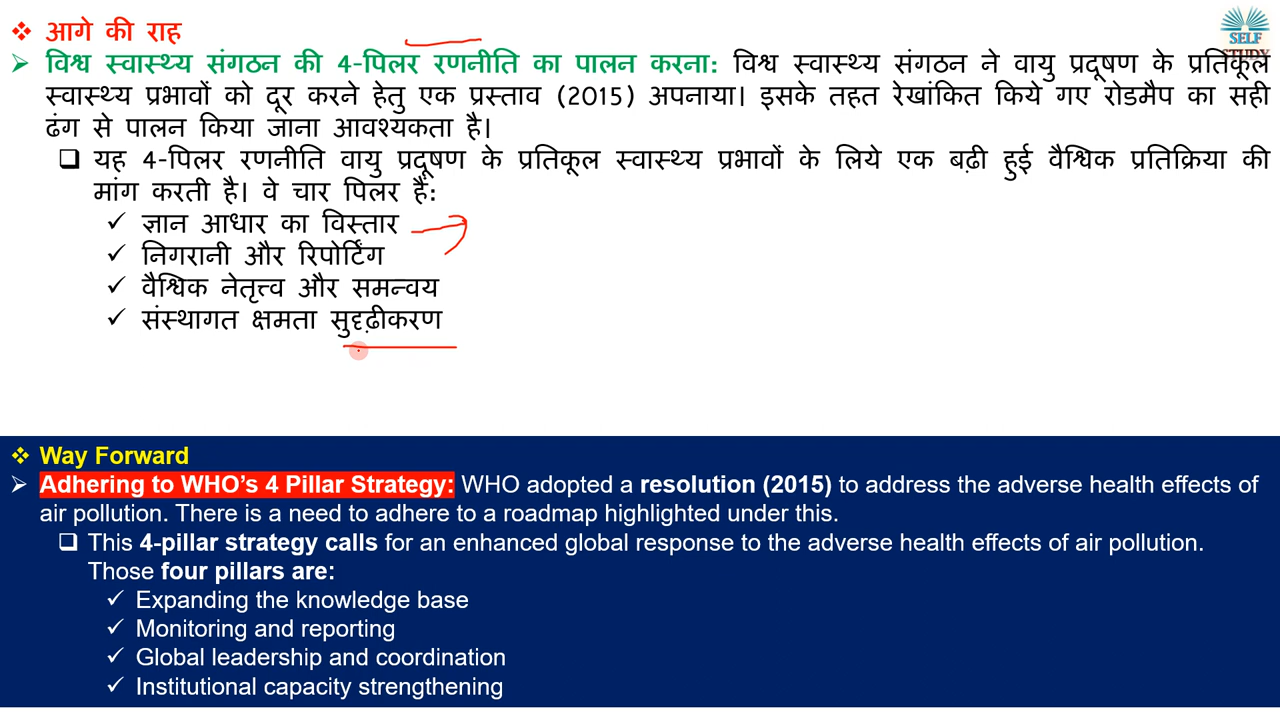 ❖ आगे की राह
SELF
STUDY
➢ विश्व स्वास्थ्य संगठन की 4-पिलर रणनीति का पालन करना: विश्व स्वास्थ्य संगठन ने वायु प्रदूषण के प्रतिकूल
स्वास्थ्य प्रभावों को दूर करने हेतु एक प्रस्ताव (2015) अपनाया। इसके तहत रेखांकित किये गए रोडमैप का सही
ढंग से पालन किया जाना आवश्यकता है।
❑ यह 4-पिलर रणनीति वायु प्रदूषण के प्रतिकूल स्वास्थ्य प्रभावों के लिये एक बढ़ी हुई वैश्विक प्रतिक्रिया की
मांग करती है। वे चार पिलर हैं:
✓ ज्ञान आधार का विस्तार
✓ निगरानी और रिपोर्टिंग
✓ वैश्विक नेतृत्त्व और समन्वय
✓ संस्थागत क्षमता सुदृढ़ीकरण
❖ Way Forward
➢ Adhering to WHO’s 4 Pillar Strategy: WHO adopted a resolution (2015) to address the adverse health effects of
air pollution. There is a need to adhere to a roadmap highlighted under this.
❑ This 4-pillar strategy calls for an enhanced global response to the adverse health effects of air pollution.
Those four pillars are:
✓ Expanding the knowledge base
✓ Monitoring and reporting
✓ Global leadership and coordination
✓ Institutional capacity strengthening